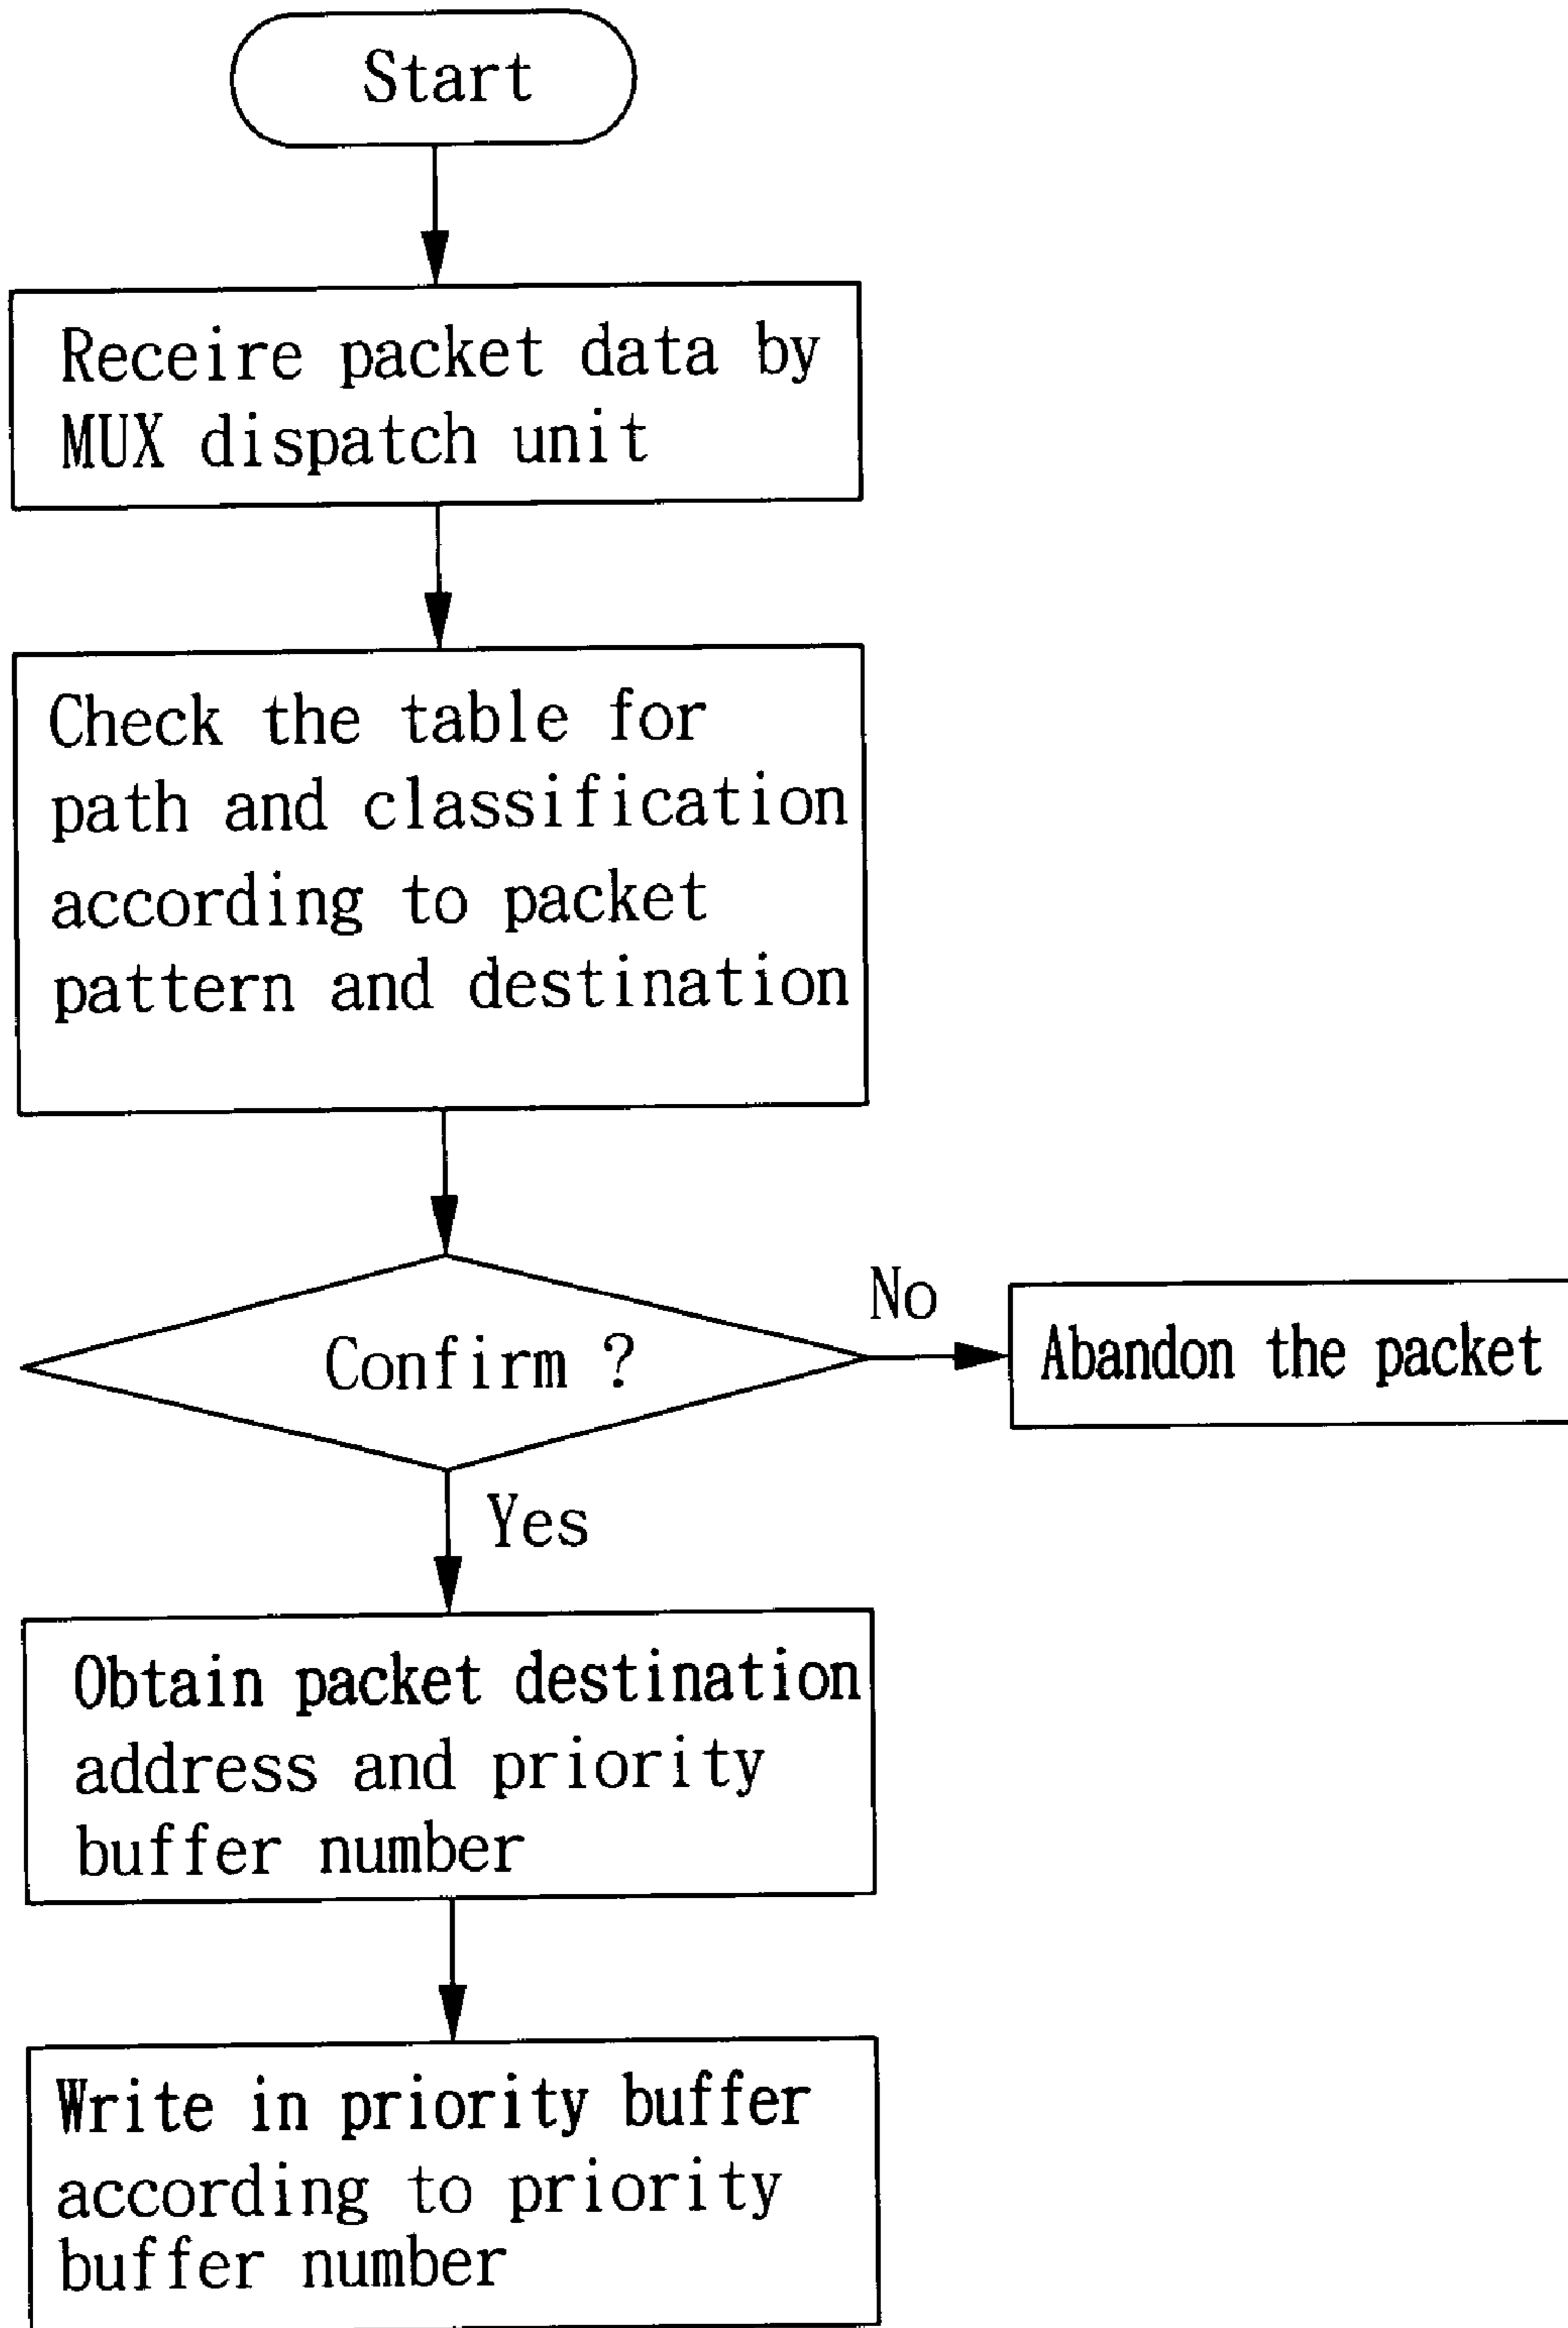 Start
Receire packet data by
MUX dispatch unit
Check the table for
path and classification
according to packet
pattern and destination
Confirm ?
No
Abandon the packet
Yes
Obtain packet destination
address and priority
buffer number
Write in priority buffer
according to priority
buffer number